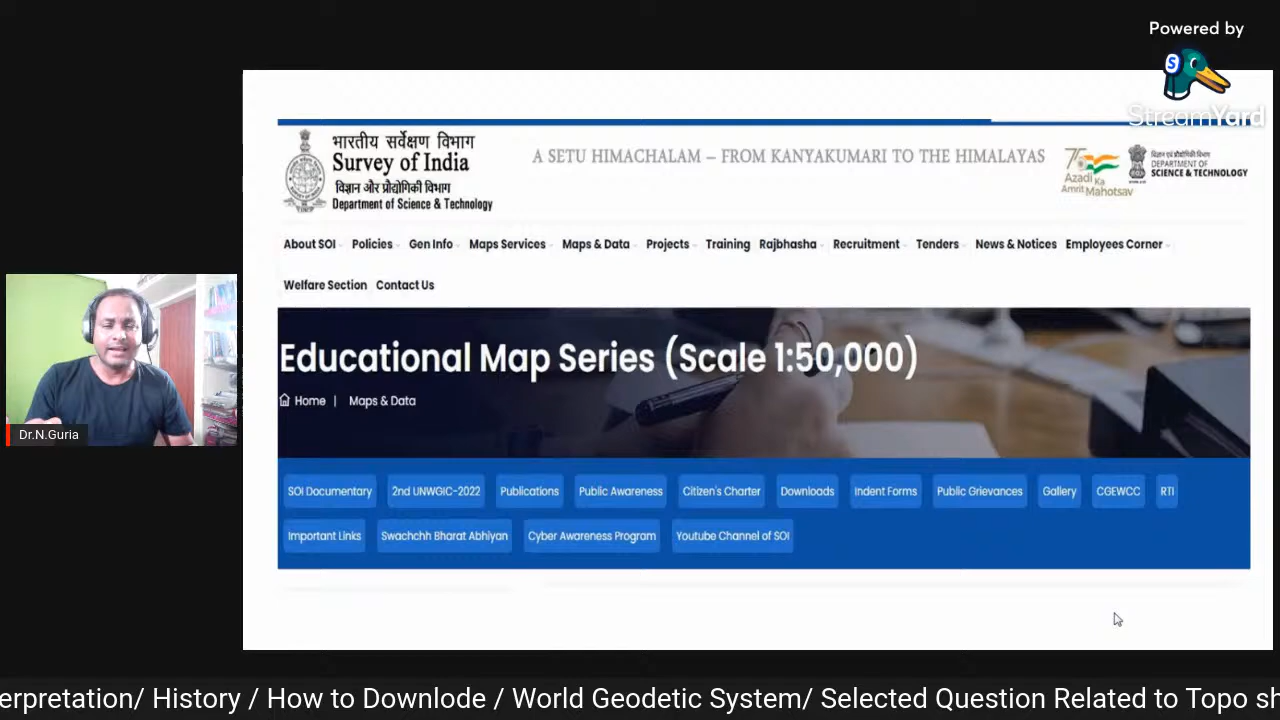 Powered by
StreamYard
भारतीय सर्वेक्षण विभाग
Survey of India
विज्ञान और प्रौद्योगिकी विभाग
Department of Science & Technology
A SETU HIMACHALAM – FROM KANYAKUMARI TO THE HIMALAYAS
75
Azadi Ka
Amrit Mahotsav
विज्ञान एवं प्रौद्योगिकी विभाग
DEPARTMENT OF
SCIENCE & TECHNOLOGY
About SOI Policies Gen Info Maps Services Maps & Data Projects Training Rajbhasha Recruitment Tenders News & Notices Employees Corner
Welfare Section Contact Us
Educational Map Series (Scale 1:50,000)
Home | Maps & Data
SOI Documentary 2nd UNWGIC-2022 Publications Public Awareness Citizen's Charter Downloads Indent Forms Public Grievances Gallery CGEWCC RTI
Important Links Swachchh Bharat Abhiyan Cyber Awareness Program Youtube Channel of SOI
Dr.N.Guria
erpretation/ History / How to Downlode / World Geodetic System/ Selected Question Related to Topo sh